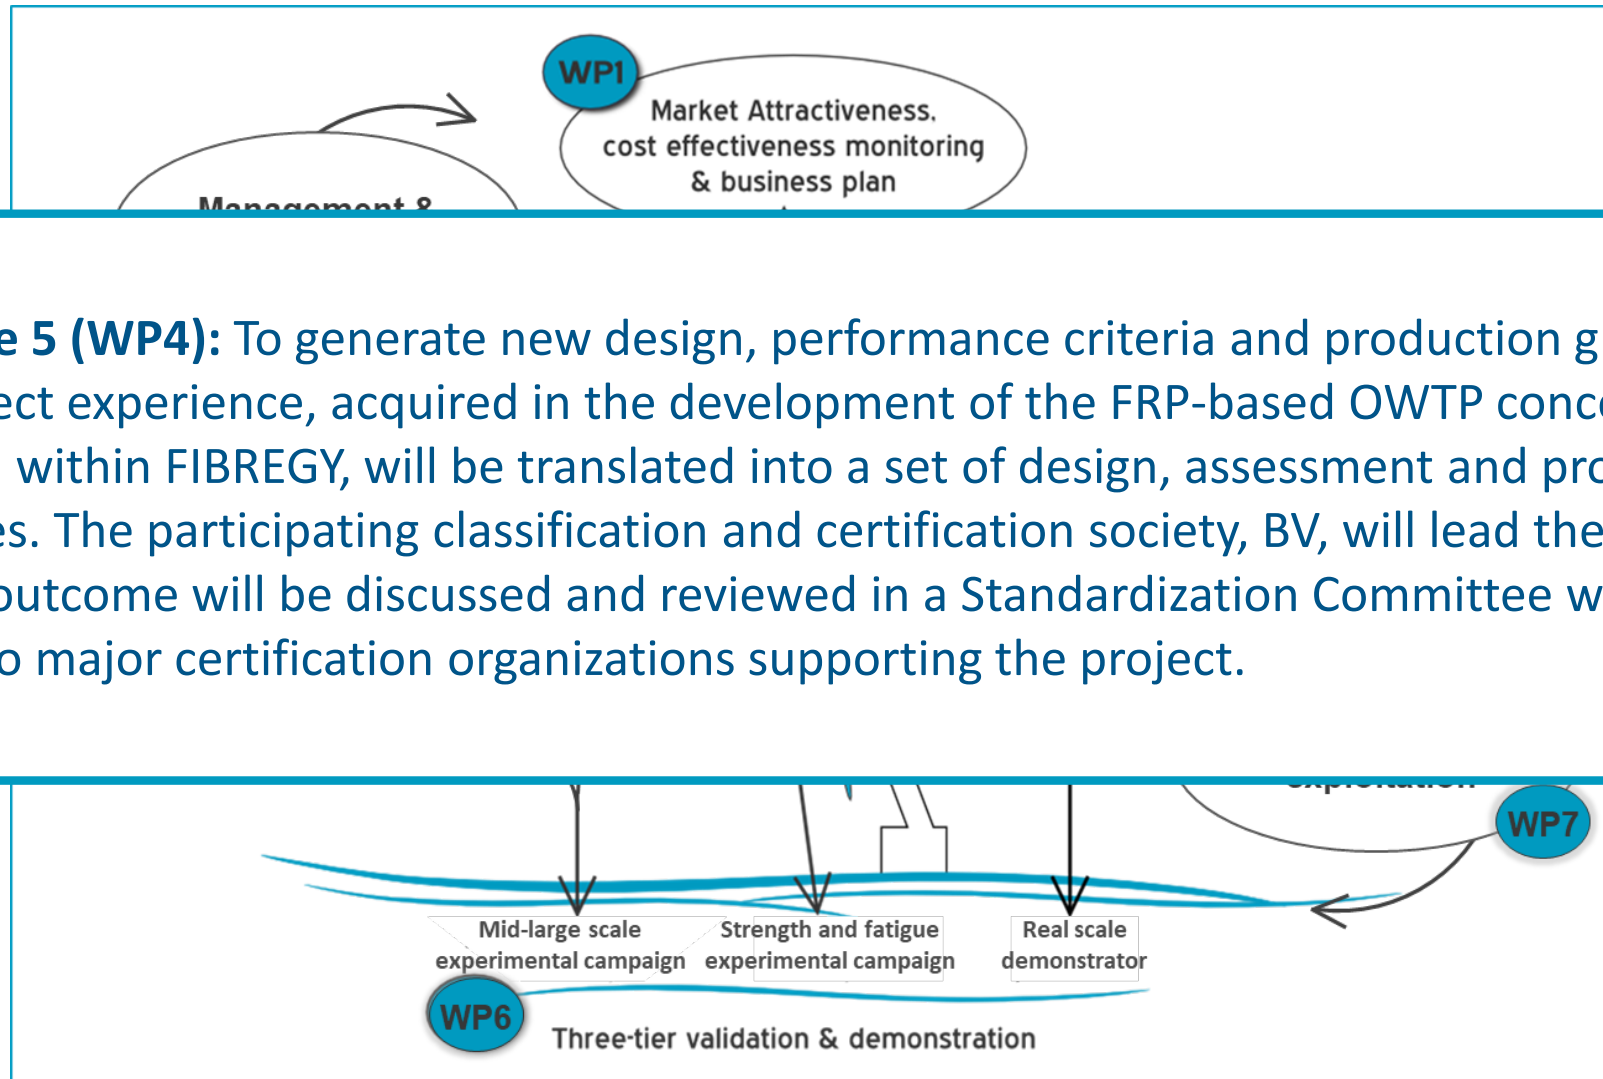 WP1
Market Attractiveness,
cost effectiveness monitoring
& business plan
Management &
e 5 (WP4): To generate new design, performance criteria and production g
ect experience, acquired in the development of the FRP-based OWTP conc
within FIBREGY, will be translated into a set of design, assessment and pro
es. The participating classification and certification society, BV, will lead the
outcome will be discussed and reviewed in a Standardization Committee w
o major certification organizations supporting the project.
exploitation
WP7
Mid-large scale
experimental campaign
Strength and fatigue
experimental campaign
Real scale
demonstrator
WP6
Three-tier validation & demonstration